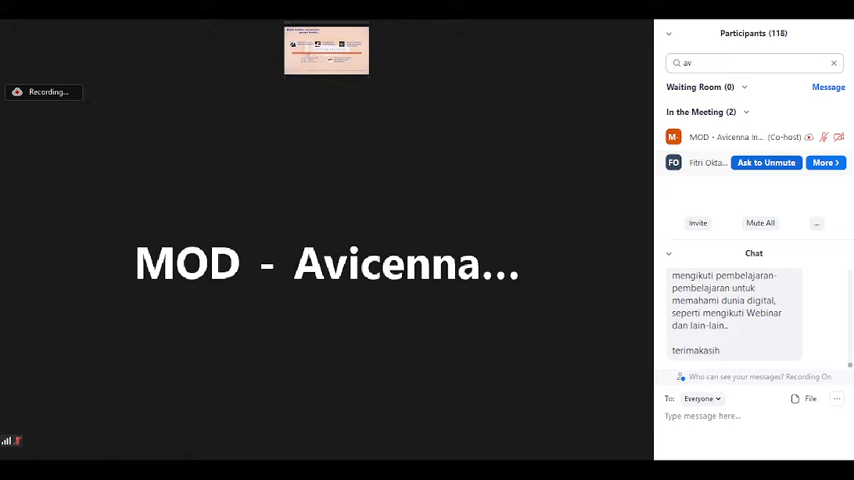 Recording...
MOD - Avicenna...
Participants (118)
av
Waiting Room (0)
Message
In the Meeting (2)
M-
MOD - Avicenna In... (Co-host)
FO
Fitri Okta...
Ask to Unmute
More
Invite
Mute All
...
Chat
mengikuti pembelajaran-
pembelajaran untuk
memahami dunia digital,
seperti mengikuti Webinar
dan lain-lain..
terimakasih
Who can see your messages? Recording On
To: Everyone
File
...
Type message here...